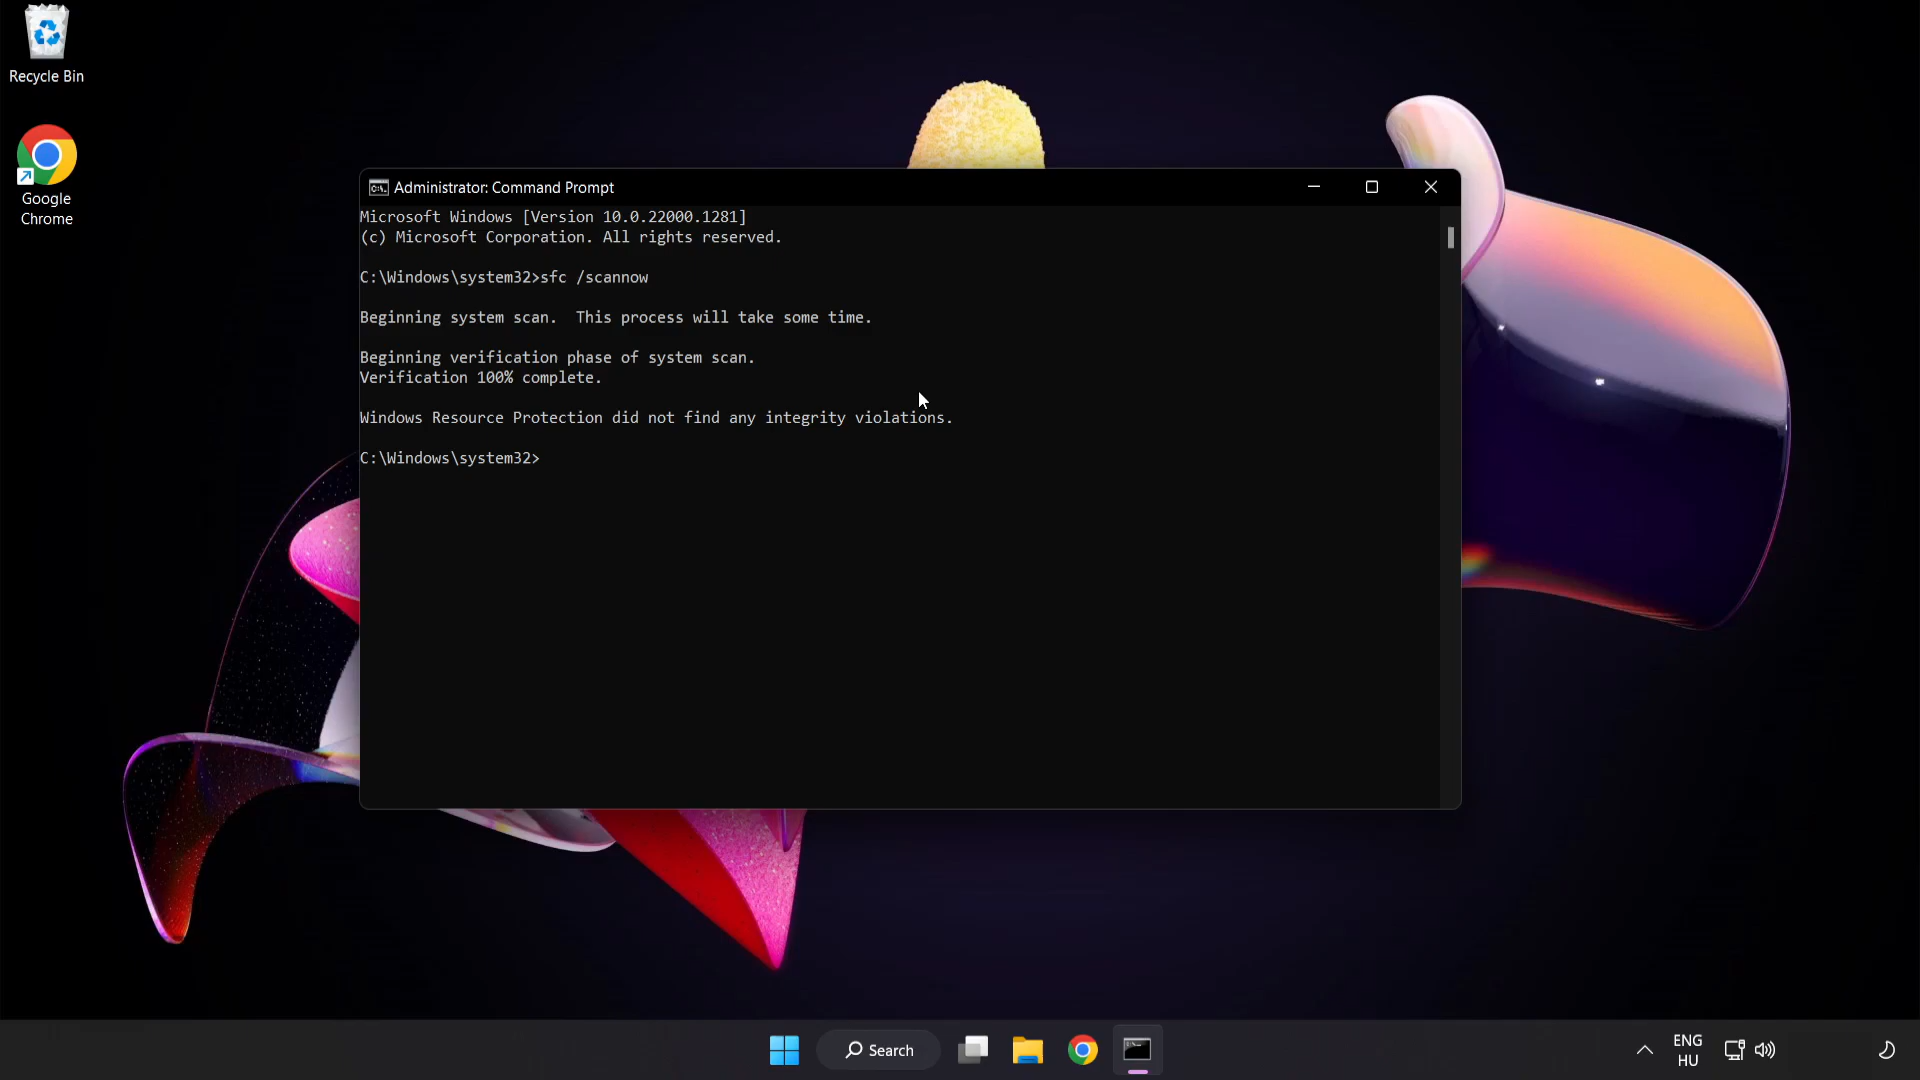 Recycle Bin
Google
Chrome
Administrator: Command Prompt
Microsoft Windows [Version 10.0.22000.1281]
(c) Microsoft Corporation. All rights reserved.
C:\Windows\system32>sfc /scannow
Beginning system scan.  This process will take some time.
Beginning verification phase of system scan.
Verification 100% complete.
Windows Resource Protection did not find any integrity violations.
C:\Windows\system32>
Search
ENG
HU